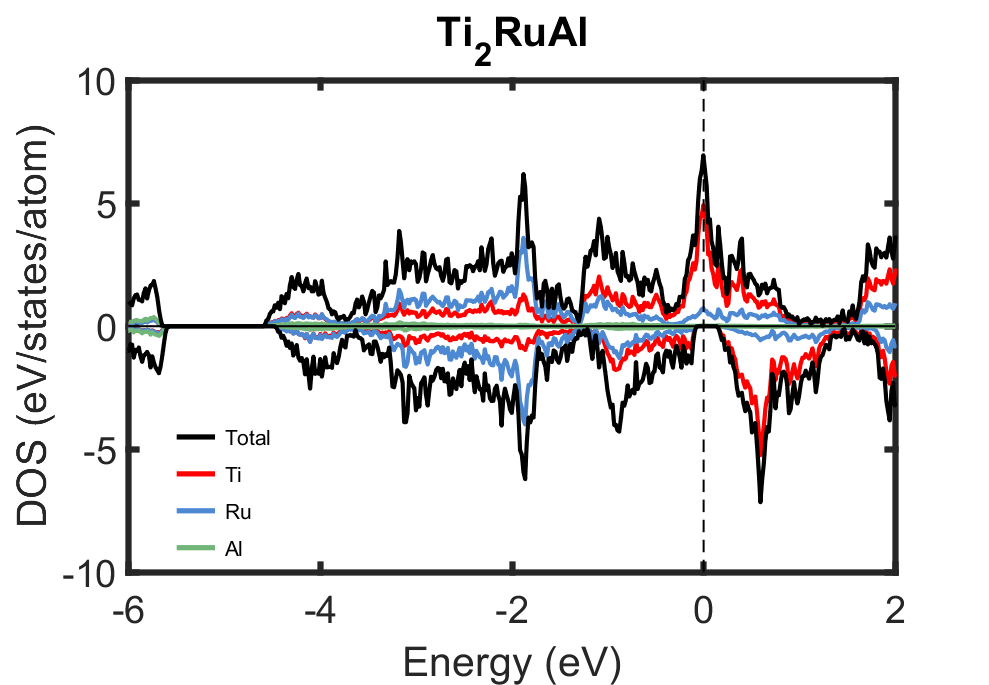 Ti₂RuAl
DOS (eV/states/atom)
10
5
0
-5
-10
Total
Ti
Ru
Al
-6 -4 -2 0 2
Energy (eV)